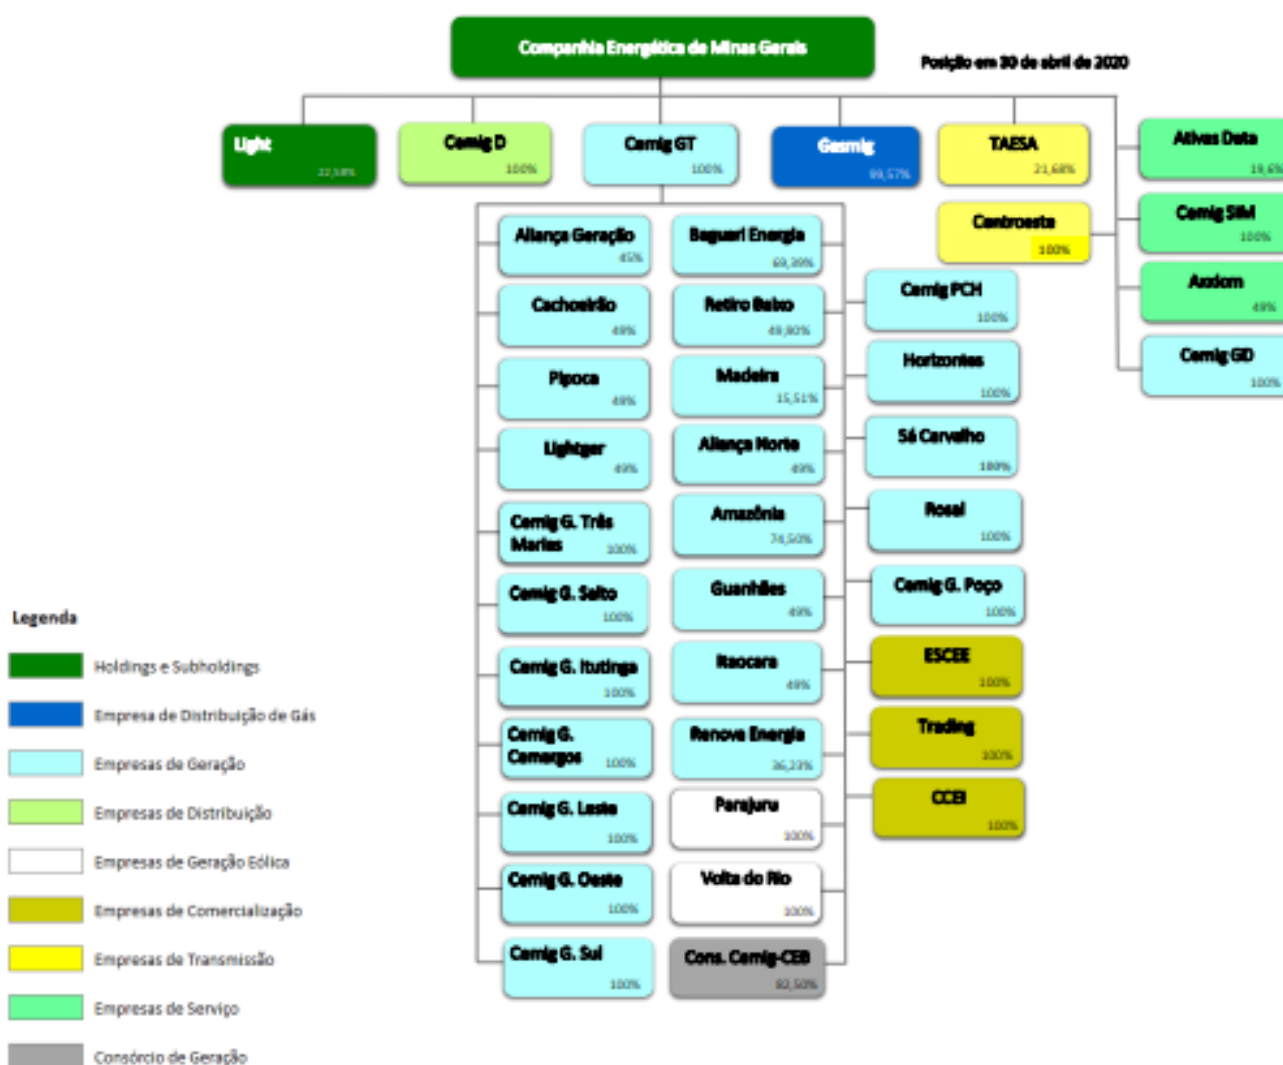 Companhia Energética de Minas Gerais
Posição em 30 de abril de 2020
Light
22,58%
Cemig D
100%
Cemig GT
100%
Gasmig
99,57%
TAESA
21,68%
Ativas Data
19,6%
Centroeste
100%
Cemig SIM
100%
Axxiom
49%
Cemig GD
100%
Aliança Geração
45%
Cachoeirão
49%
Pipoca
49%
Lightger
49%
Cemig G. Três
Marias
100%
Cemig G. Salto
100%
Cemig G. Itutinga
100%
Cemig G.
Camargos
100%
Cemig G. Leste
100%
Cemig G. Oeste
100%
Cemig G. Sul
100%
Baguari Energia
69,39%
Retiro Baixo
49,90%
Madeira
15,51%
Aliança Norte
49%
Amazônia
74,50%
Guanhães
49%
Itaocara
49%
Renova Energia
36,23%
Parajuru
100%
Volta do Rio
100%
Cons. Cemig-CEB
82,50%
Cemig PCH
100%
Horizontes
100%
Sá Carvalho
100%
Rosal
100%
Cemig G. Poço
100%
ESCEE
100%
Trading
100%
CCEI
100%
Legenda
Holdings e Subholdings
Empresa de Distribuição de Gás
Empresas de Geração
Empresas de Distribuição
Empresas de Geração Eólica
Empresas de Comercialização
Empresas de Transmissão
Empresas de Serviço
Consórcio de Geração